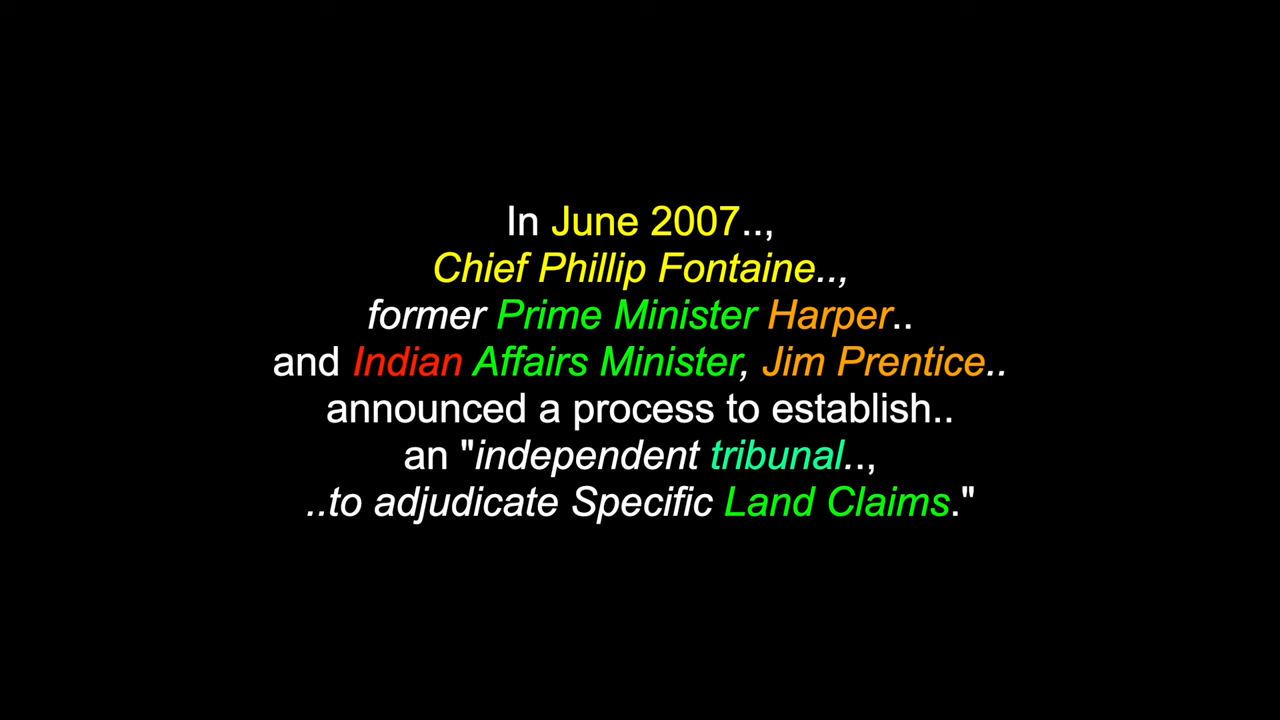 In June 2007..,
Chief Phillip Fontaine..,
former Prime Minister Harper..
and Indian Affairs Minister, Jim Prentice..
announced a process to establish..
an "independent tribunal..,
..to adjudicate Specific Land Claims."